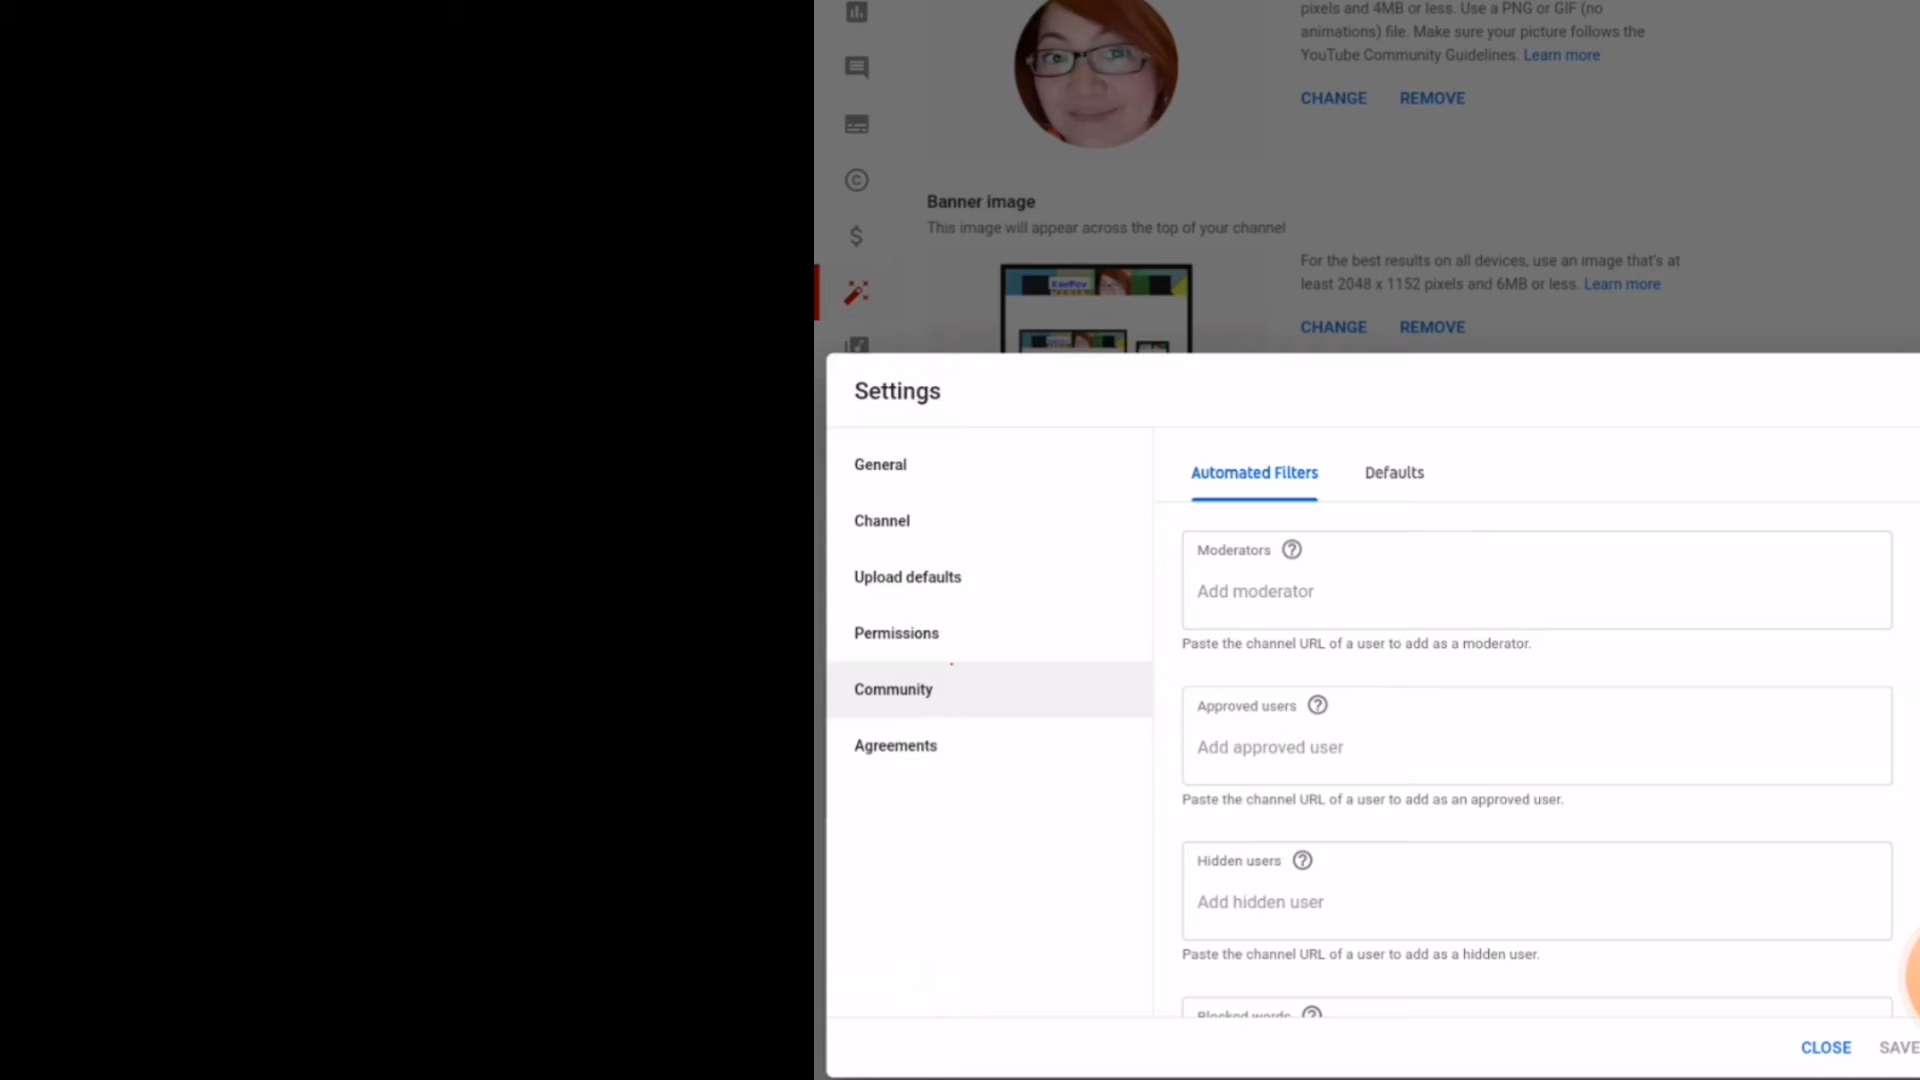 pixels and 4MB or less. Use a PNG or GIF (no
animations) file. Make sure your picture follows the
YouTube Community Guidelines. Learn more
CHANGE REMOVE
Banner image
This image will appear across the top of your channel
For the best results on all devices, use an image that's at
least 2048 x 1152 pixels and 6MB or less. Learn more
CHANGE REMOVE
Settings
General
Channel
Upload defaults
Permissions
Community
Agreements
Automated Filters Defaults
Moderators
Add moderator
Paste the channel URL of a user to add as a moderator.
Approved users
Add approved user
Paste the channel URL of a user to add as an approved user.
Hidden users
Add hidden user
Paste the channel URL of a user to add as a hidden user.
Blocked words
CLOSE SAVE